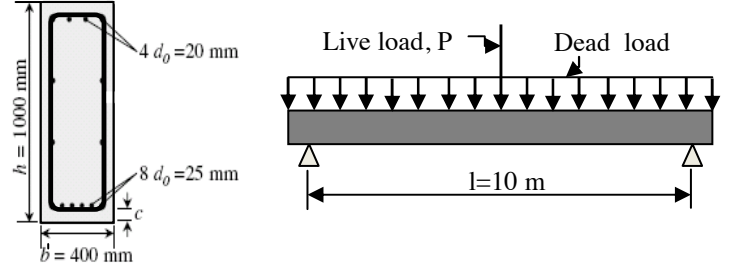 4 d₀ =20 mm
h = 1000 mm
8 d₀=25 mm
c
b = 400 mm
Live load, P
Dead load
l=10 m